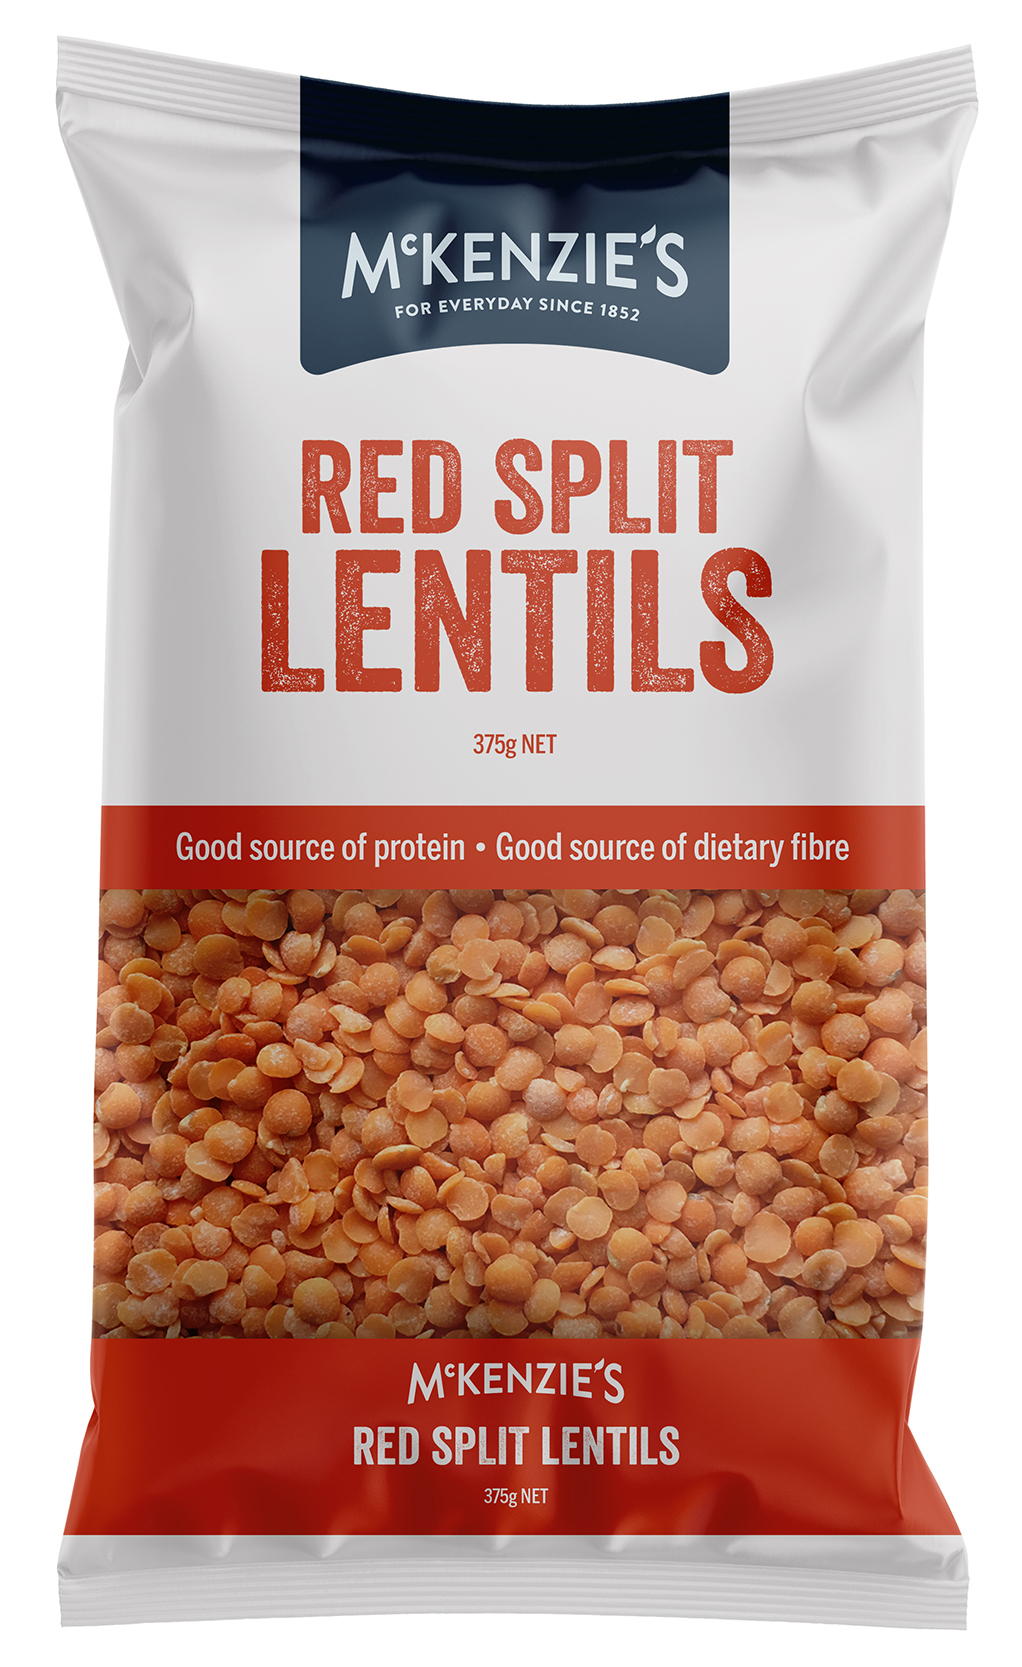 McKENZIE'S
FOR EVERYDAY SINCE 1852
RED SPLIT
LENTILS
375g NET
Good source of protein • Good source of dietary fibre
McKENZIE'S
RED SPLIT LENTILS
375g NET